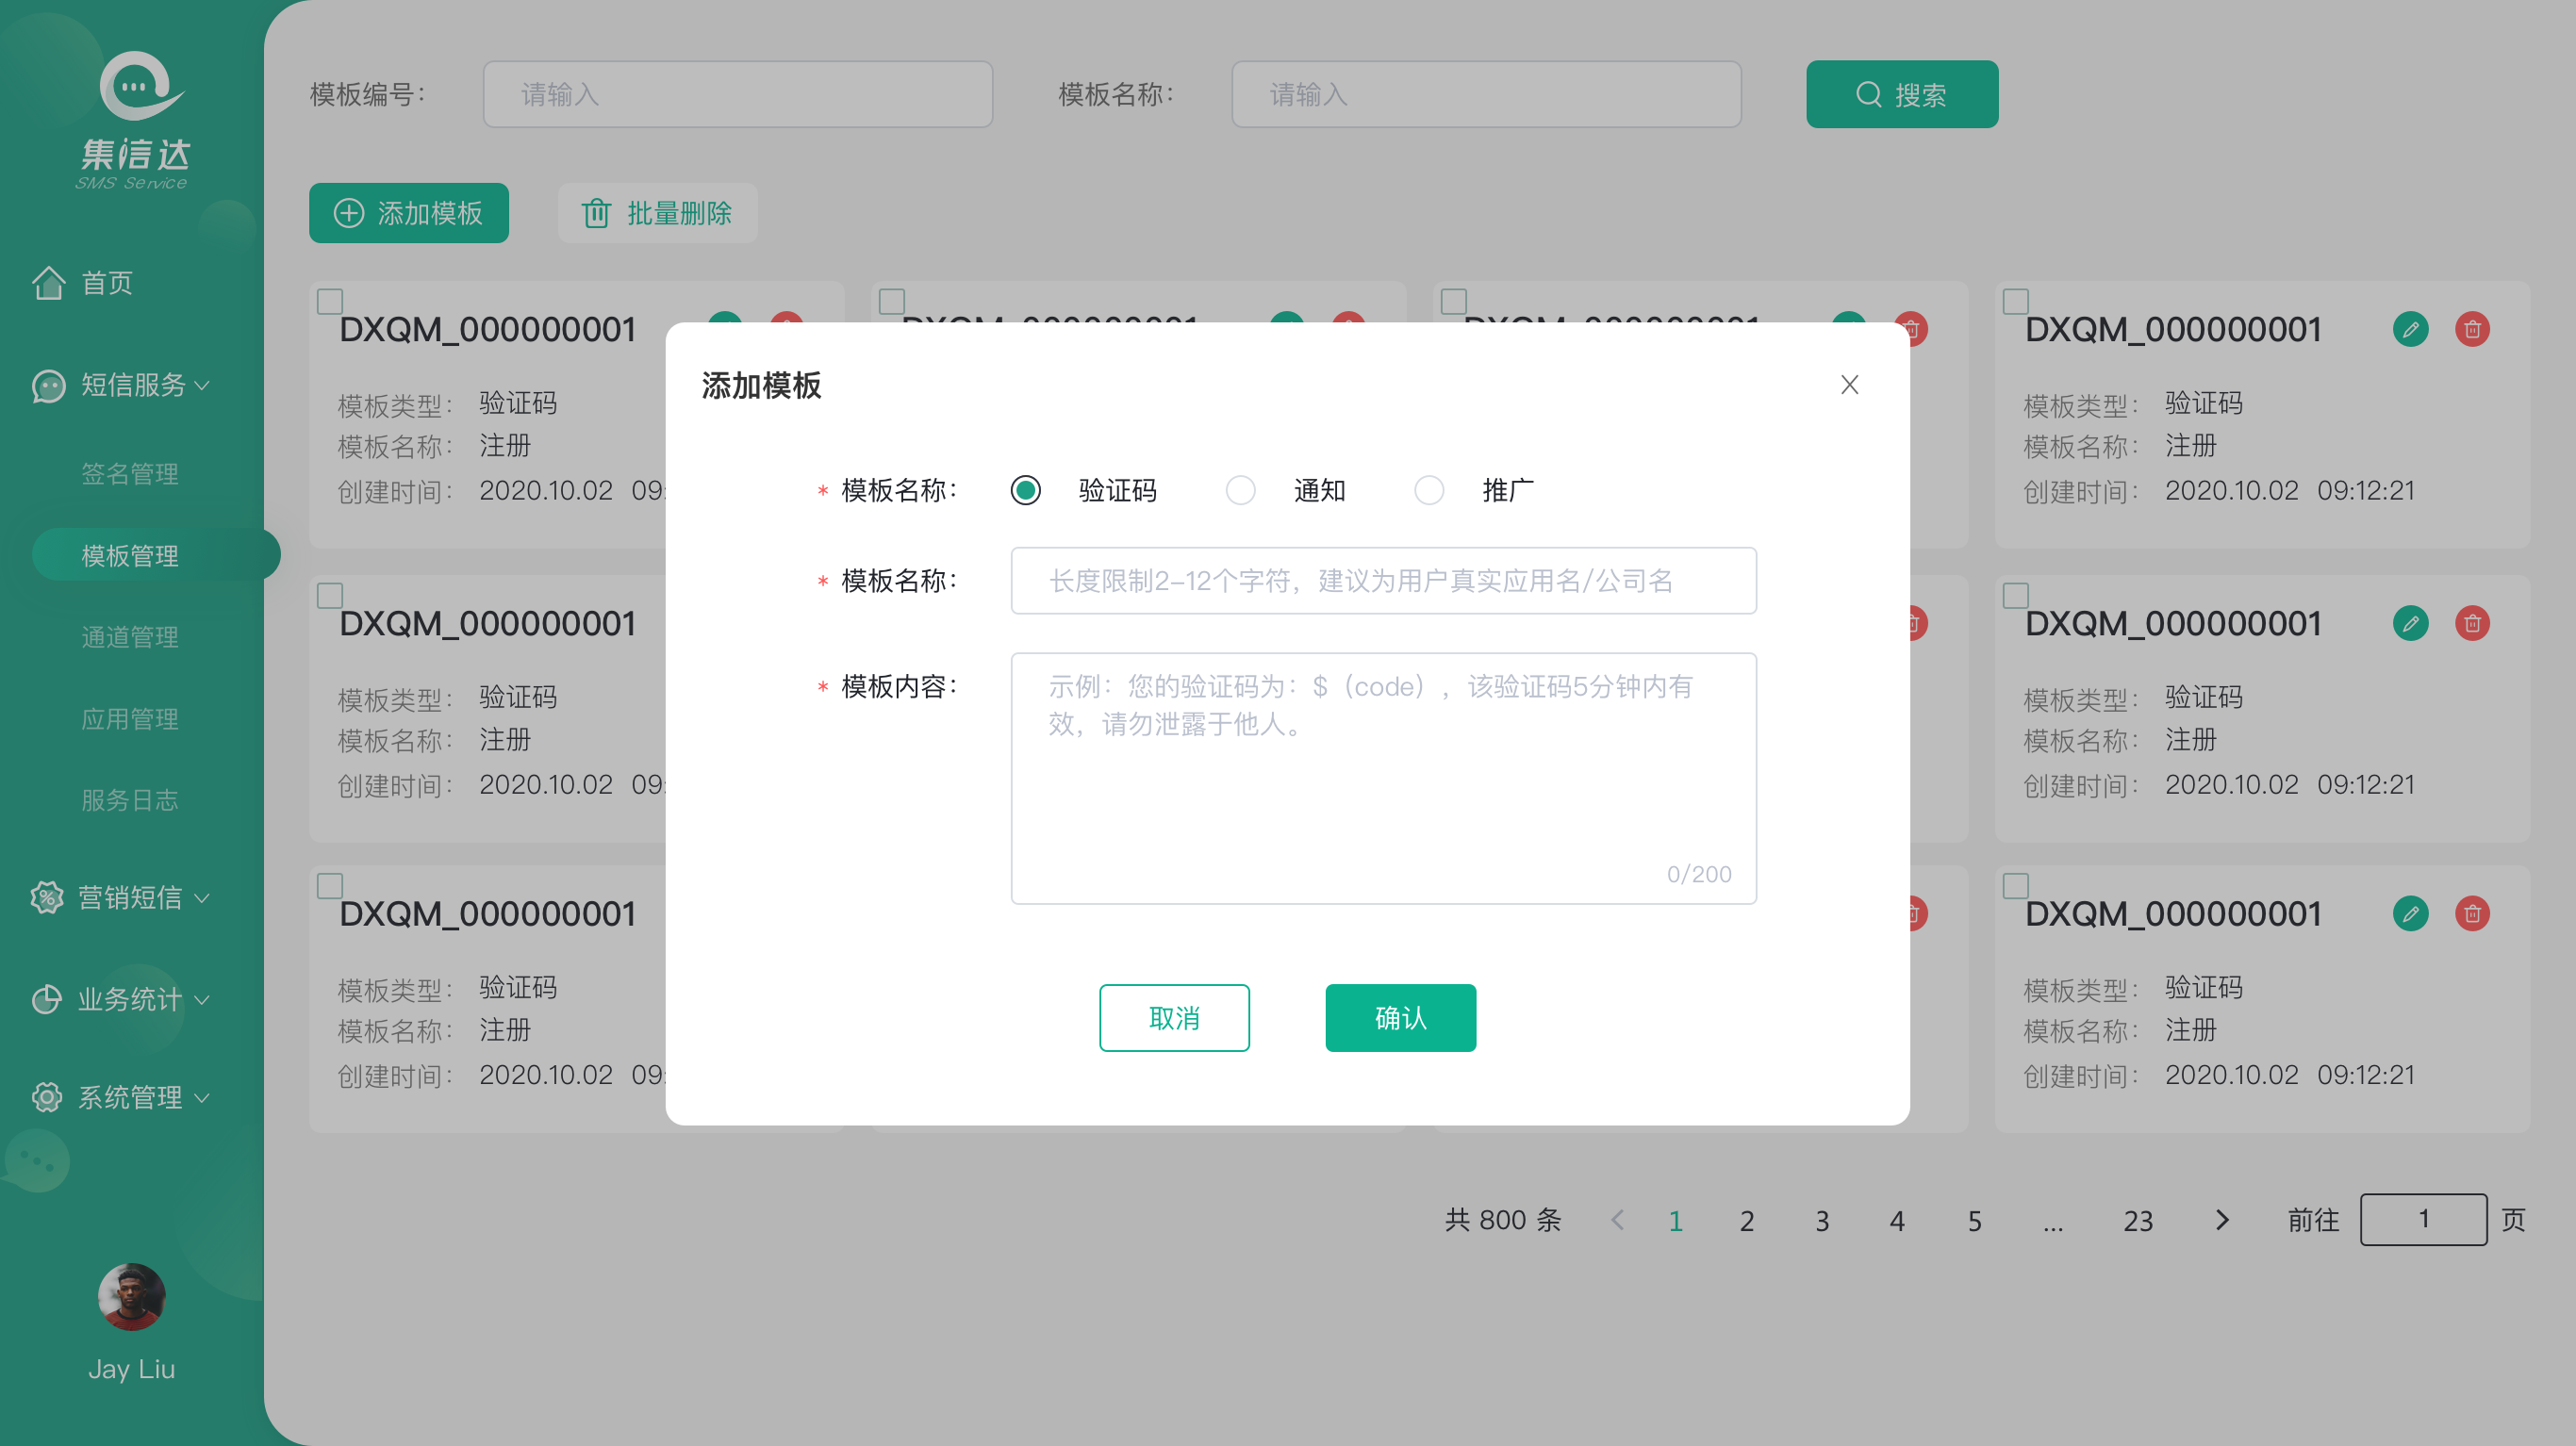 集信达
SMS Service
首页
短信服务
签名管理
模板管理
通道管理
应用管理
服务日志
营销短信
业务统计
系统管理
Jay Liu
模板编号： 请输入 模板名称： 请输入 搜索
添加模板 批量删除
DXQM_000000001
模板类型： 验证码
模板名称： 注册
创建时间： 2020.10.02 09:
DXQM_000000001
模板类型： 验证码
模板名称： 注册
创建时间： 2020.10.02 09:12:21
DXQM_000000001
模板类型： 验证码
模板名称： 注册
创建时间： 2020.10.02 09:
DXQM_000000001
模板类型： 验证码
模板名称： 注册
创建时间： 2020.10.02 09:12:21
DXQM_000000001
模板类型： 验证码
模板名称： 注册
创建时间： 2020.10.02 09:
DXQM_000000001
模板类型： 验证码
模板名称： 注册
创建时间： 2020.10.02 09:12:21
添加模板
* 模板名称： 验证码 通知 推广
* 模板名称： 长度限制2-12个字符，建议为用户真实应用名/公司名
* 模板内容： 示例：您的验证码为：$（code），该验证码5分钟内有
效，请勿泄露于他人。
0/200
取消 确认
共 800 条 1 2 3 4 5 ... 23 前往 1 页